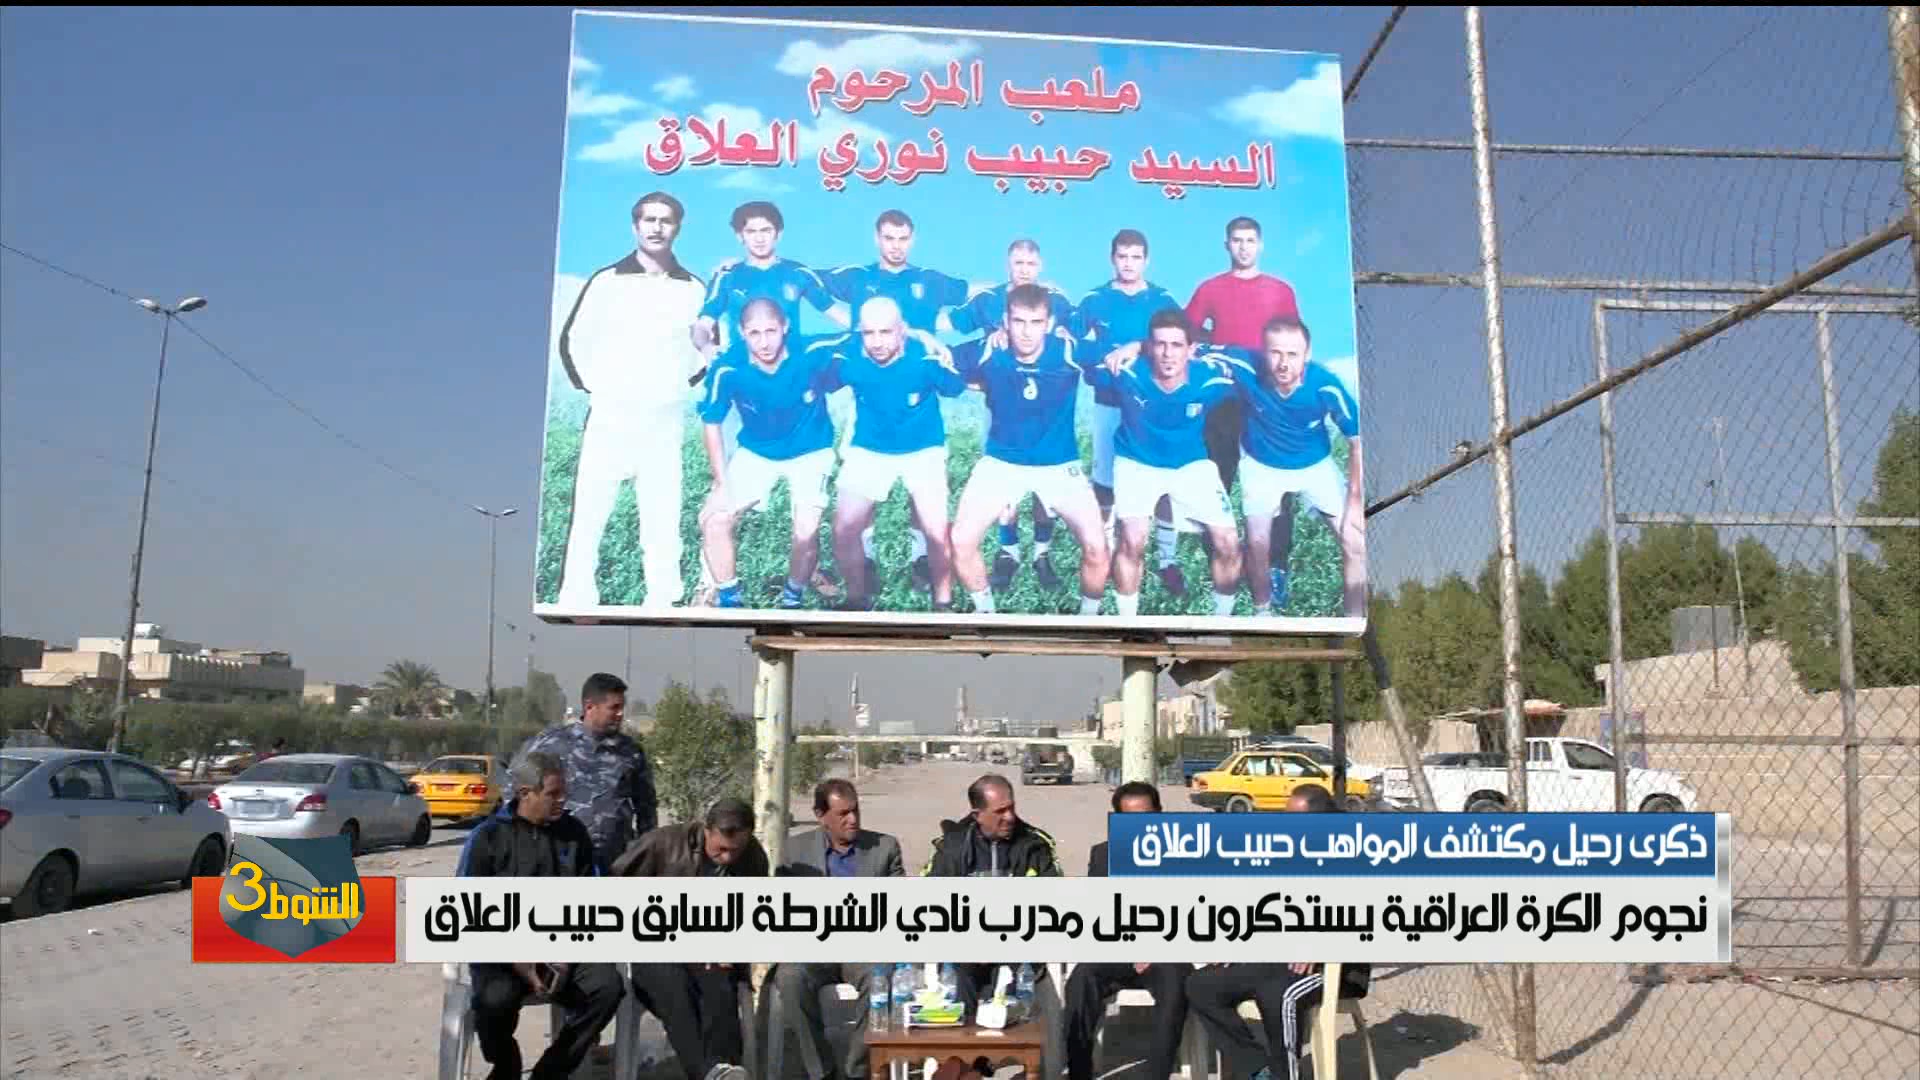 ملعب المرحوم
السيد حبيب نوري العلاق
ذكرى رحيل مكتشف المواهب حبيب العلاق
نجوم الكرة العراقية يستذكرون رحيل مدرب نادي الشرطة السابق حبيب العلاق
الشوط 3